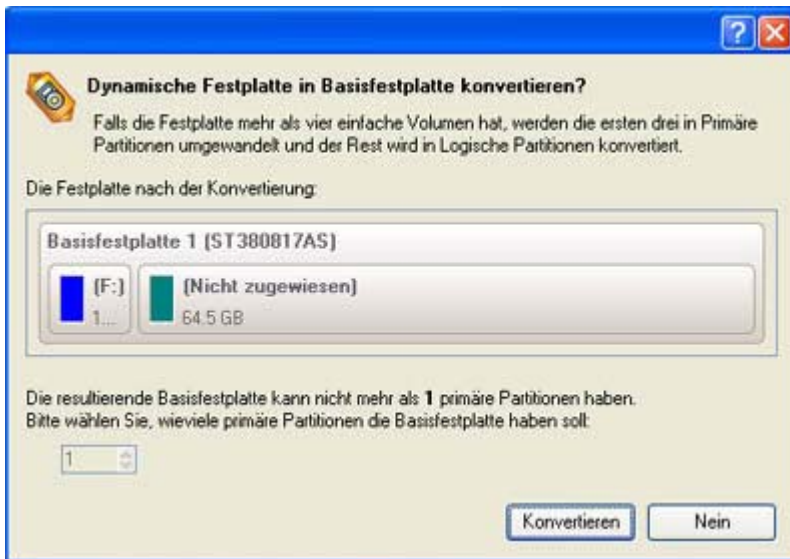 Dynamische Festplatte in Basisfestplatte konvertieren?
Falls die Festplatte mehr als vier einfache Volumen hat, werden die ersten drei in Primäre
Partitionen umgewandelt und der Rest wird in Logische Partitionen konvertiert.
Die Festplatte nach der Konvertierung:
Basisfestplatte 1 (ST380817AS)
(F:)
1...
(Nicht zugewiesen)
64.5 GB
Die resultierende Basisfestplatte kann nicht mehr als 1 primäre Partitionen haben.
Bitte wählen Sie, wieviele primäre Partitionen die Basisfestplatte haben soll:
1
Konvertieren
Nein